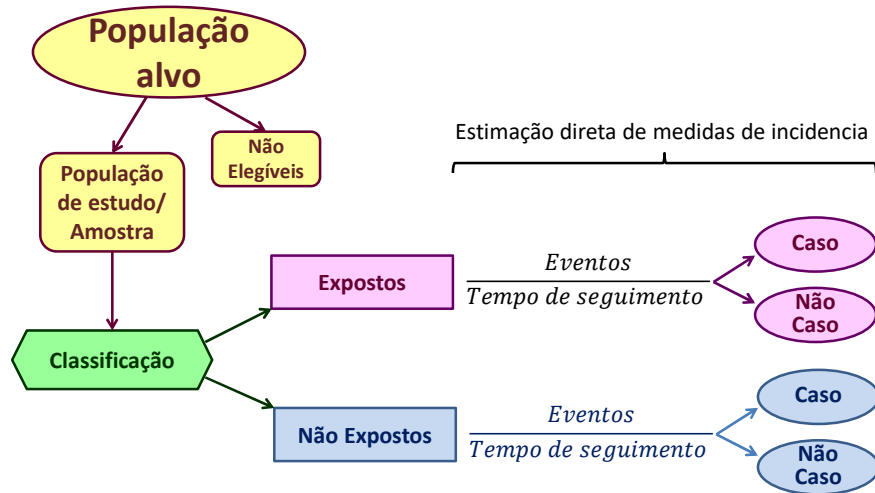 População
alvo
Não
Elegíveis
População
de estudo/
Amostra
Classificação
Estimação direta de medidas de incidencia
Expostos
Eventos
Tempo de seguimento
Caso
Não
Caso
Não Expostos
Eventos
Tempo de seguimento
Caso
Não
Caso